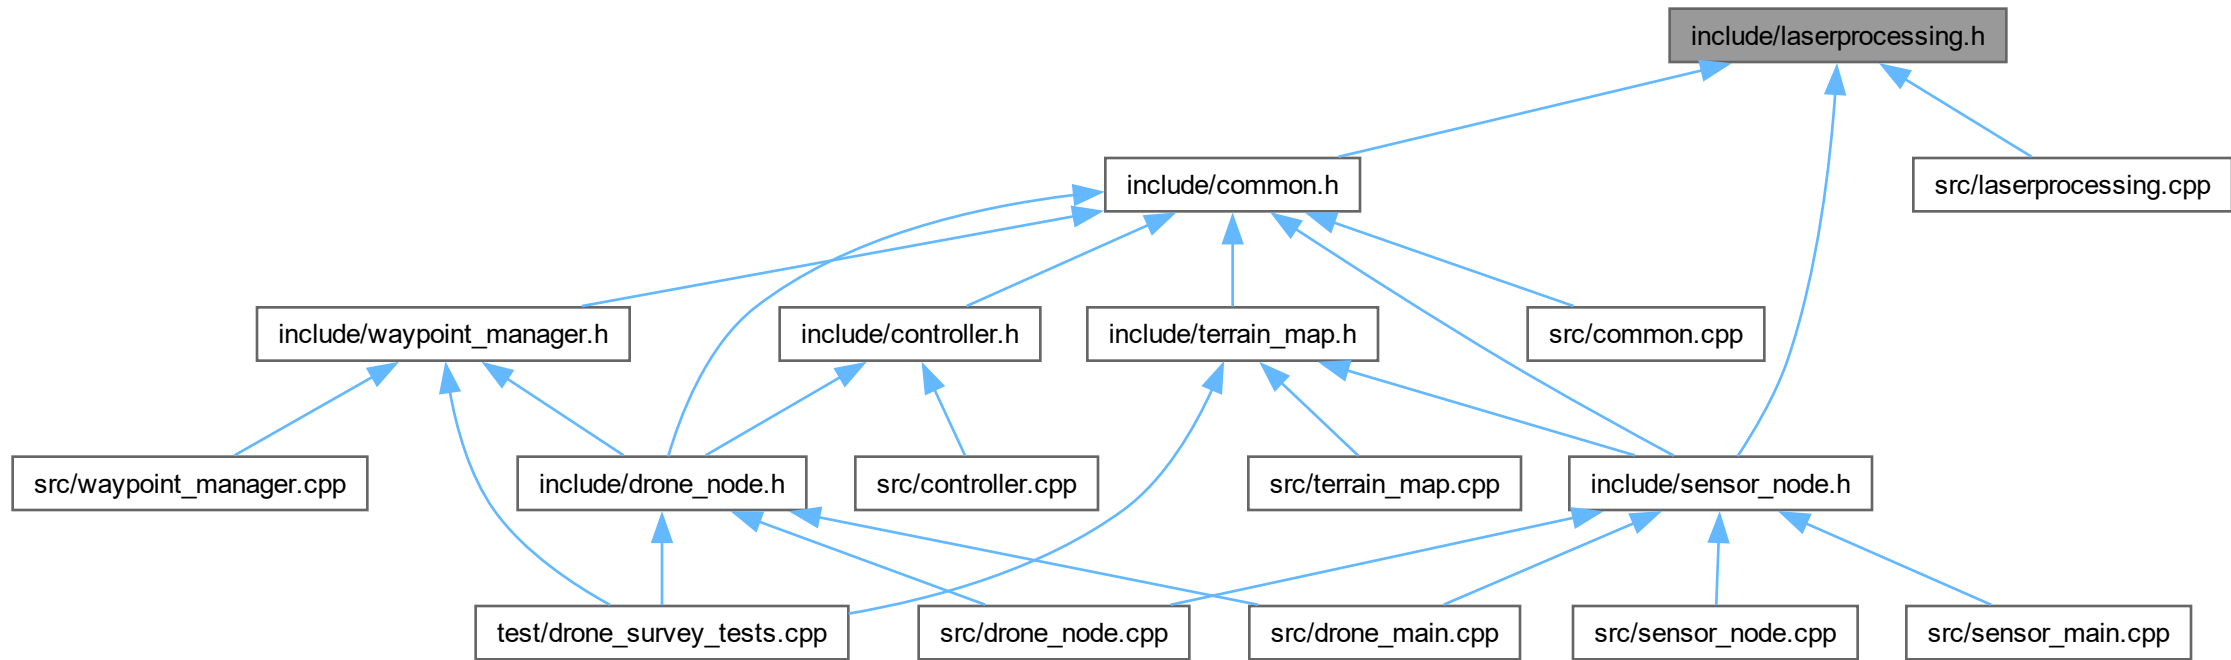 include/laserprocessing.h
include/common.h
src/laserprocessing.cpp
include/waypoint_manager.h
include/controller.h
include/terrain_map.h
src/common.cpp
src/waypoint_manager.cpp
include/drone_node.h
src/controller.cpp
src/terrain_map.cpp
include/sensor_node.h
test/drone_survey_tests.cpp
src/drone_node.cpp
src/drone_main.cpp
src/sensor_node.cpp
src/sensor_main.cpp